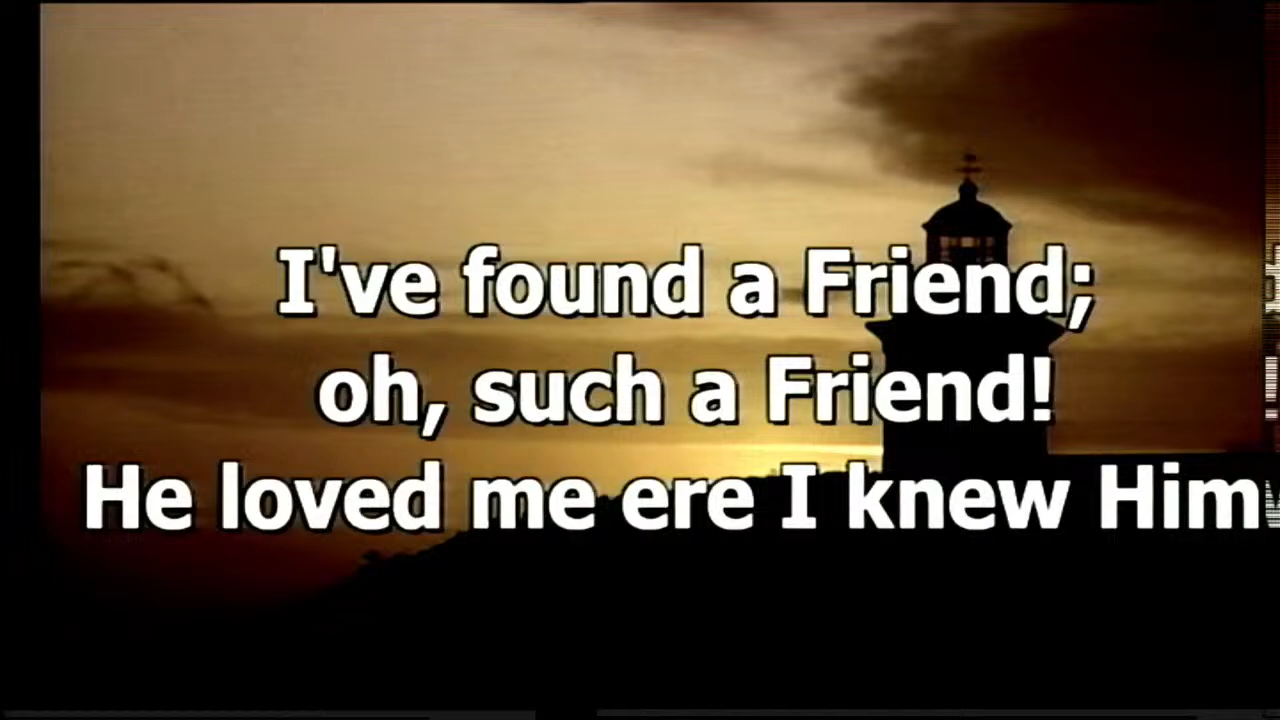 I've found a Friend;
oh, such a Friend!
He loved me ere I knew Him